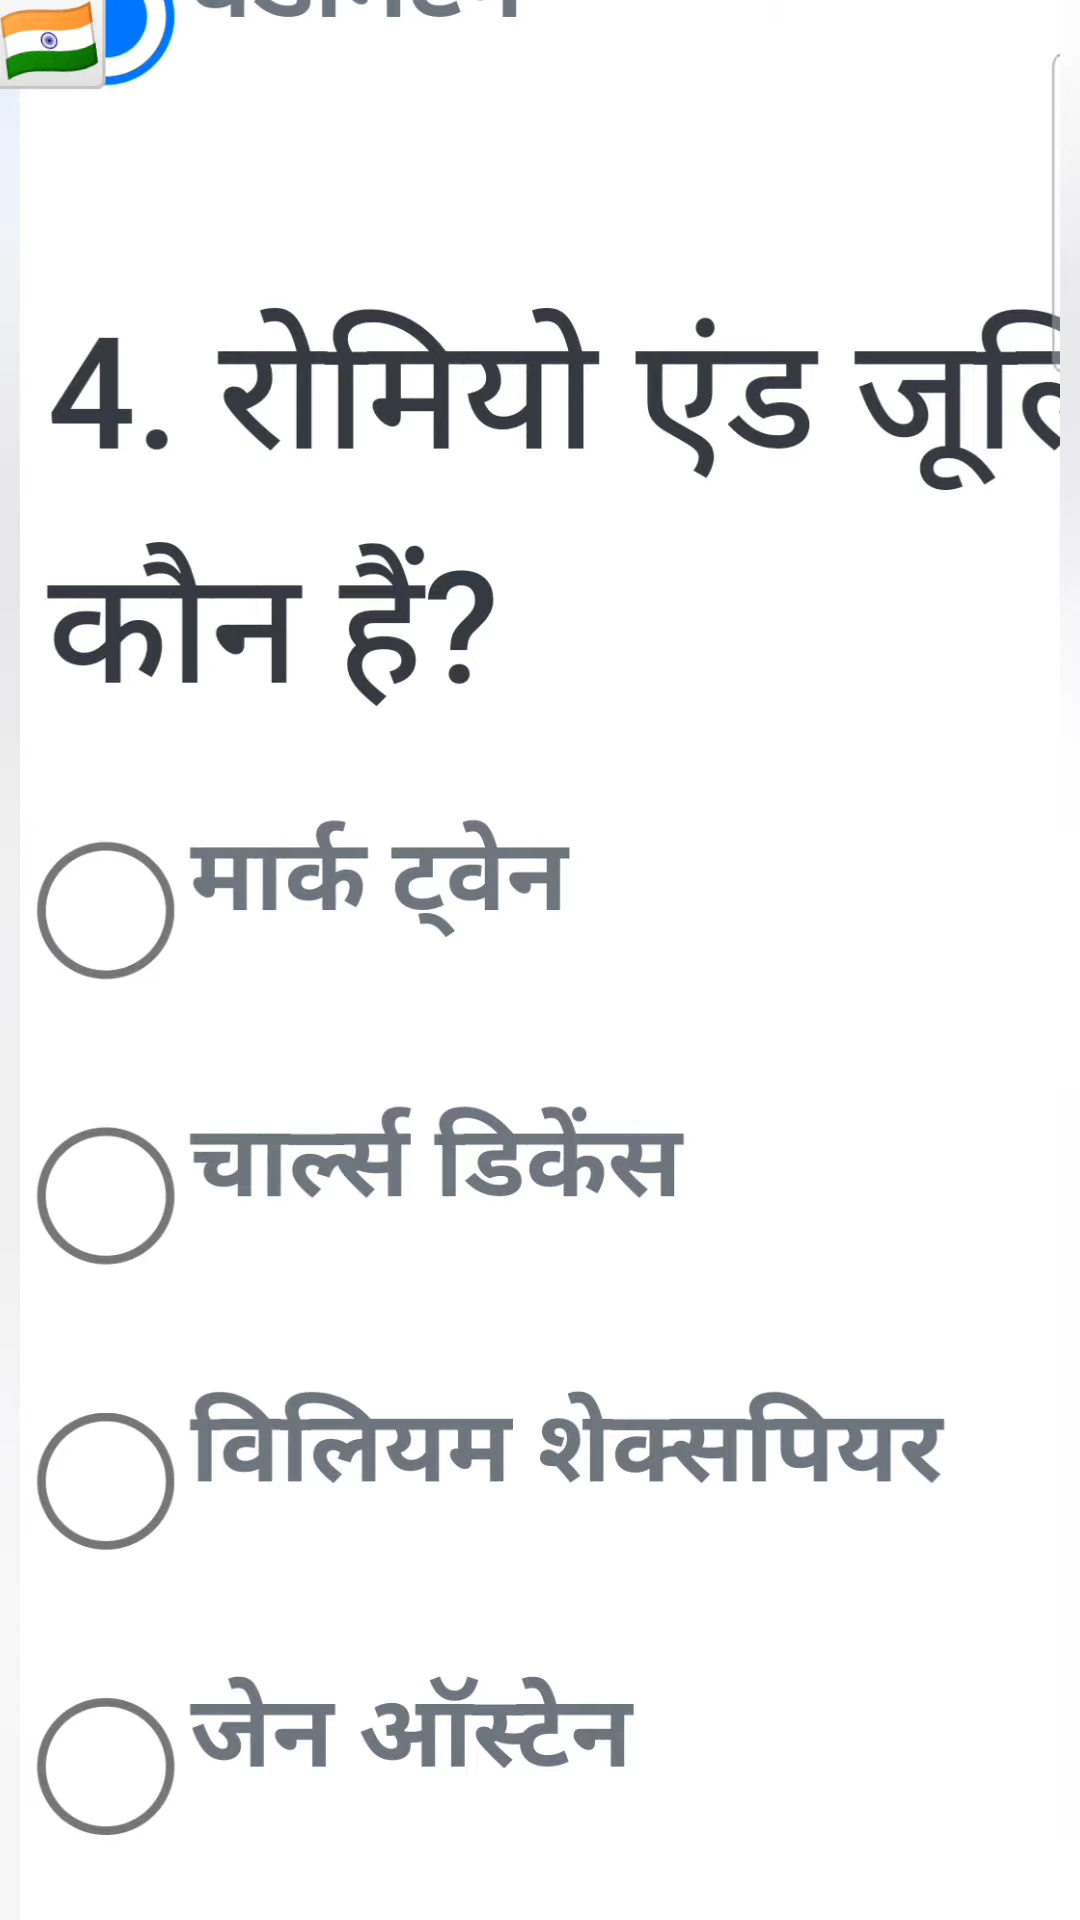 4. रोमियो एंड
कौन हैं?
मार्क ट्वेन
चार्ल्स डिकेंस
विलियम शेक्सपियर
जेन ऑस्टेन